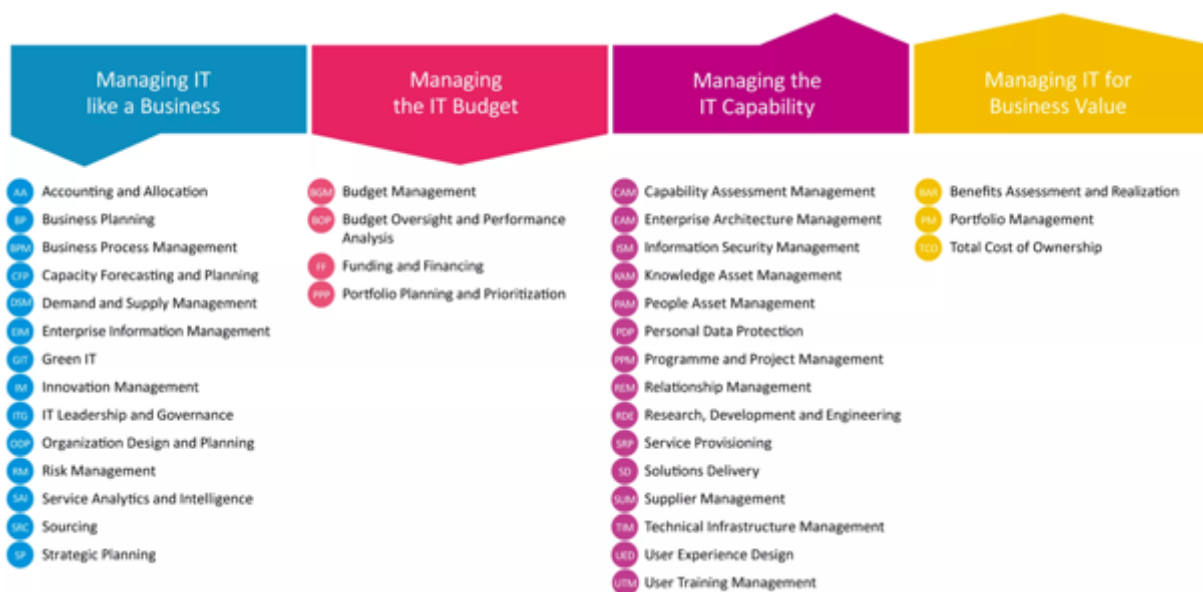 Managing IT
like a Business
AA Accounting and Allocation
BP Business Planning
BPM Business Process Management
CFP Capacity Forecasting and Planning
DSM Demand and Supply Management
EIM Enterprise Information Management
GIT Green IT
IM Innovation Management
ITG IT Leadership and Governance
ODP Organization Design and Planning
RM Risk Management
SAI Service Analytics and Intelligence
SRC Sourcing
SP Strategic Planning
Managing
the IT Budget
BGM Budget Management
BOP Budget Oversight and Performance
Analysis
FF Funding and Financing
PPP Portfolio Planning and Prioritization
Managing the
IT Capability
CAM Capability Assessment Management
EAM Enterprise Architecture Management
ISM Information Security Management
KAM Knowledge Asset Management
PAM People Asset Management
PDP Personal Data Protection
PPM Programme and Project Management
REM Relationship Management
RDE Research, Development and Engineering
SRP Service Provisioning
SD Solutions Delivery
SUM Supplier Management
TIM Technical Infrastructure Management
UED User Experience Design
UTM User Training Management
Managing IT for
Business Value
BAR Benefits Assessment and Realization
PM Portfolio Management
TCO Total Cost of Ownership